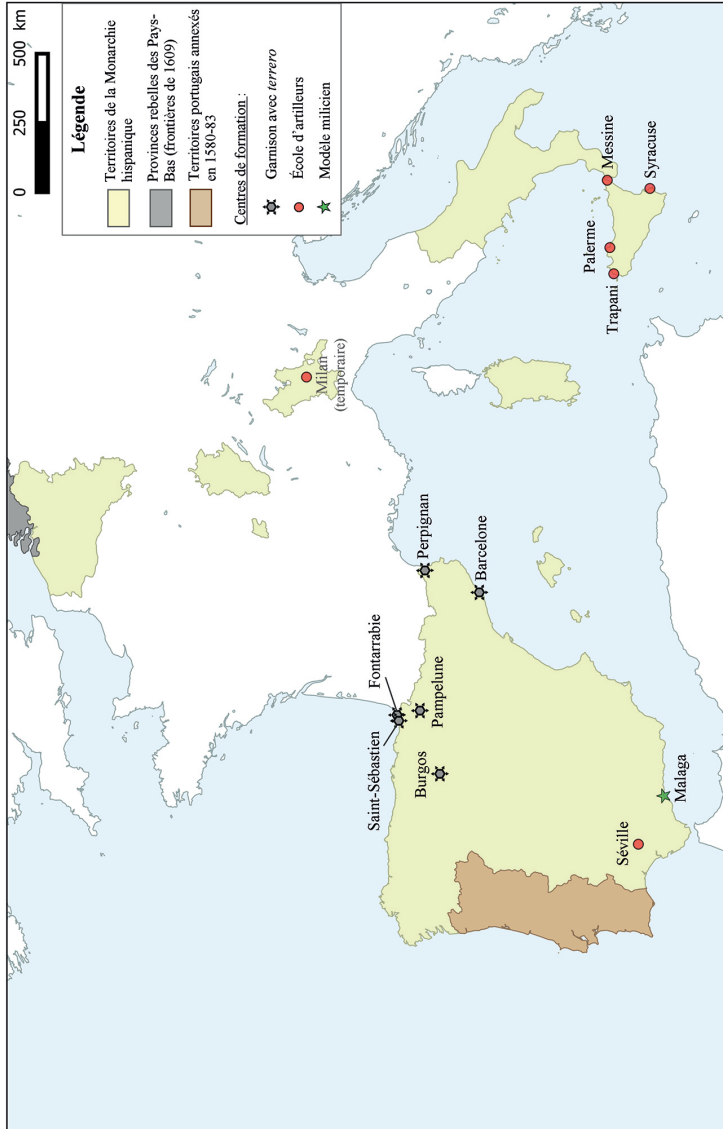 0 250 500 km
Légende
Territoires de la Monarchie
hispanique
Provinces rebelles des Pays-
Bas (frontières de 1609)
Territoires portugais annexés
en 1580-83
Centres de formation :
Garnison avec terrero
École d'artilleurs
Modèle milicien
Milan
(temporaire)
Fontarrabie
Saint-Sébastien
Pampelune
Burgos
Perpignan
Barcelone
Séville
Malaga
Messine
Palerme
Trapani
Syracuse